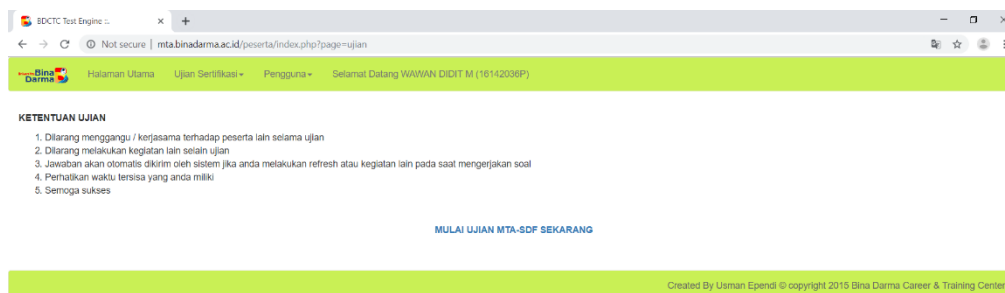 BDCTC Test Engine ::.
Not secure | mta.binadarma.ac.id/peserta/index.php?page=ujian
Bina Darma
Halaman Utama Ujian Sertifikasi Pengguna Selamat Datang WAWAN DIDIT M (16142036P)
KETENTUAN UJIAN
1. Dilarang menggangu / kerjasama terhadap peserta lain selama ujian
2. Dilarang melakukan kegiatan lain selain ujian
3. Jawaban akan otomatis dikirim oleh sistem jika anda melakukan refresh atau kegiatan lain pada saat mengerjakan soal
4. Perhatikan waktu tersisa yang anda miliki
5. Semoga sukses
MULAI UJIAN MTA-SDF SEKARANG
Created By Usman Ependi © copyright 2015 Bina Darma Career & Training Center